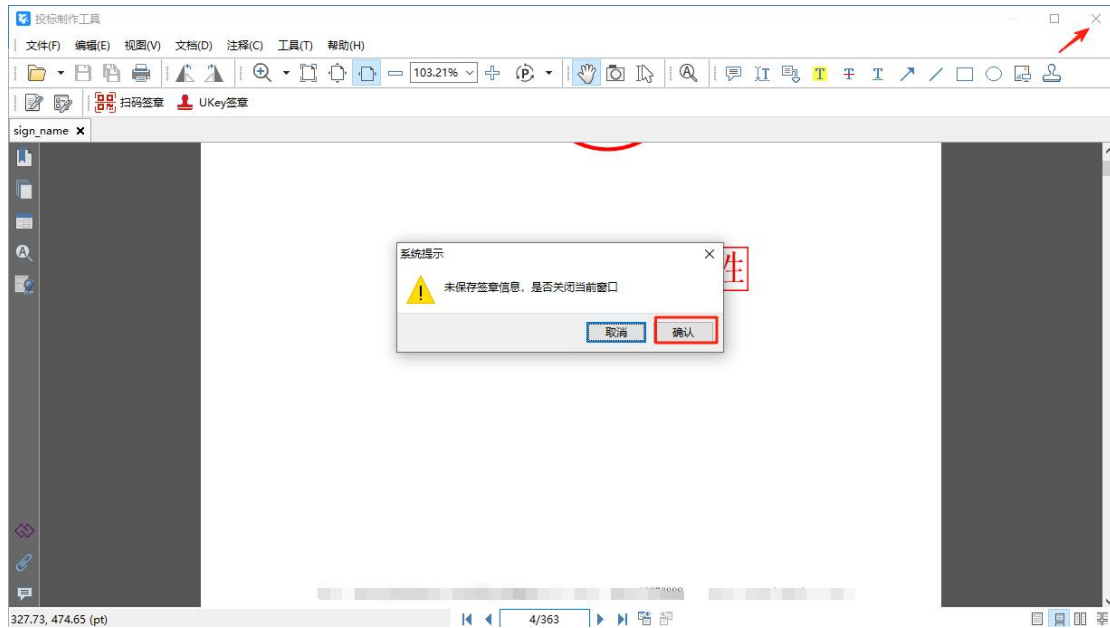 投标制作工具
文件(F) 编辑(E) 视图(V) 文档(D) 注释(C) 工具(T) 帮助(H)
103.21%
扫码签章 UKey签章
sign_name
系统提示
未保存签章信息，是否关闭当前窗口
取消 确认
327.73, 474.65 (pt) 4/363